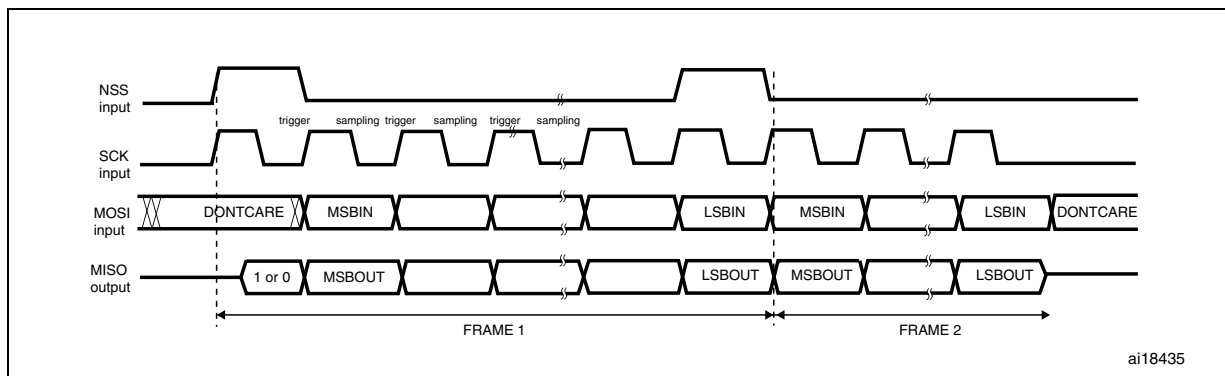 NSS
input
trigger sampling trigger sampling trigger sampling
SCK
input
MOSI
input
DONTCARE MSBIN LSBIN MSBIN LSBIN DONTCARE
MISO
output
1 or 0 MSBOUT LSBOUT MSBOUT LSBOUT
FRAME 1 FRAME 2
ai18435